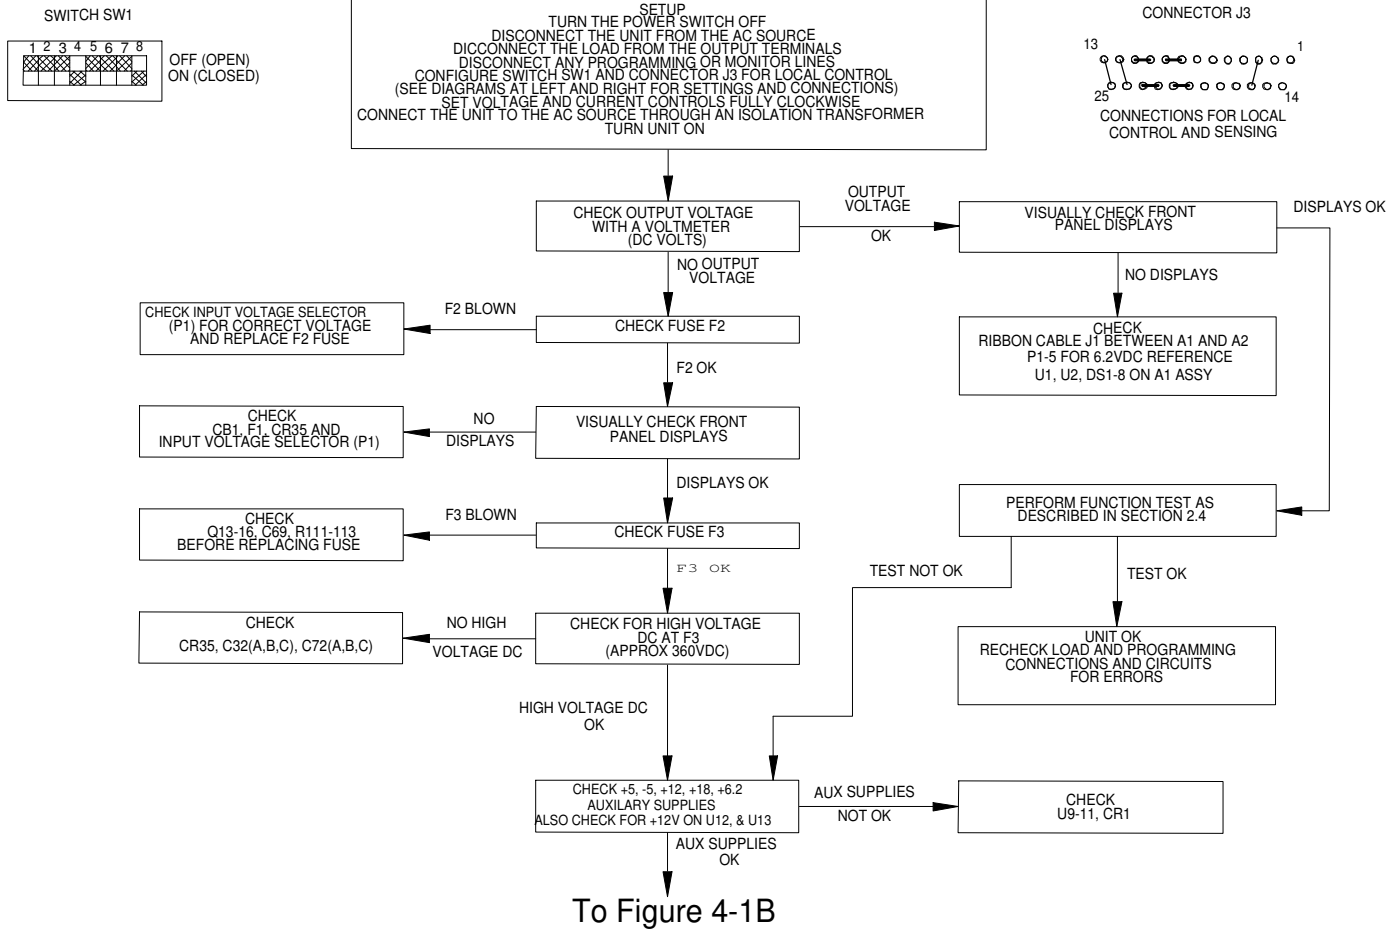 SWITCH SW1
1 2 3 4 5 6 7 8
OFF (OPEN)
ON (CLOSED)
SETUP
TURN THE POWER SWITCH OFF
DISCONNECT THE UNIT FROM THE AC SOURCE
DICCONNECT THE LOAD FROM THE OUTPUT TERMINALS
DISCONNECT ANY PROGRAMMING OR MONITOR LINES
CONFIGURE SWITCH SW1 AND CONNECTOR J3 FOR LOCAL CONTROL
(SEE DIAGRAMS AT LEFT AND RIGHT FOR SETTINGS AND CONNECTIONS)
SET VOLTAGE AND CURRENT CONTROLS FULLY CLOCKWISE
CONNECT THE UNIT TO THE AC SOURCE THROUGH AN ISOLATION TRANSFORMER
TURN UNIT ON
CONNECTOR J3
13
1
25
14
CONNECTIONS FOR LOCAL
CONTROL AND SENSING
CHECK OUTPUT VOLTAGE
WITH A VOLTMETER
(DC VOLTS)
OUTPUT
VOLTAGE
OK
VISUALLY CHECK FRONT
PANEL DISPLAYS
DISPLAYS OK
NO OUTPUT
VOLTAGE
NO DISPLAYS
CHECK INPUT VOLTAGE SELECTOR
(P1) FOR CORRECT VOLTAGE
AND REPLACE F2 FUSE
F2 BLOWN
CHECK FUSE F2
CHECK
RIBBON CABLE J1 BETWEEN A1 AND A2
P1-5 FOR 6.2VDC REFERENCE
U1, U2, DS1-8 ON A1 ASSY
F2 OK
CHECK
CB1, F1, CR35 AND
INPUT VOLTAGE SELECTOR (P1)
NO
DISPLAYS
VISUALLY CHECK FRONT
PANEL DISPLAYS
DISPLAYS OK
PERFORM FUNCTION TEST AS
DESCRIBED IN SECTION 2.4
CHECK
Q13-16, C69, R111-113
BEFORE REPLACING FUSE
F3 BLOWN
CHECK FUSE F3
F3 OK
TEST NOT OK
TEST OK
CHECK
CR35, C32(A,B,C), C72(A,B,C)
NO HIGH
VOLTAGE DC
CHECK FOR HIGH VOLTAGE
DC AT F3
(APPROX 360VDC)
UNIT OK
RECHECK LOAD AND PROGRAMMING
CONNECTIONS AND CIRCUITS
FOR ERRORS
HIGH VOLTAGE DC
OK
CHECK +5, -5, +12, +18, +6.2
AUXILARY SUPPLIES
ALSO CHECK FOR +12V ON U12, & U13
AUX SUPPLIES
NOT OK
CHECK
U9-11, CR1
AUX SUPPLIES
OK
To Figure 4-1B